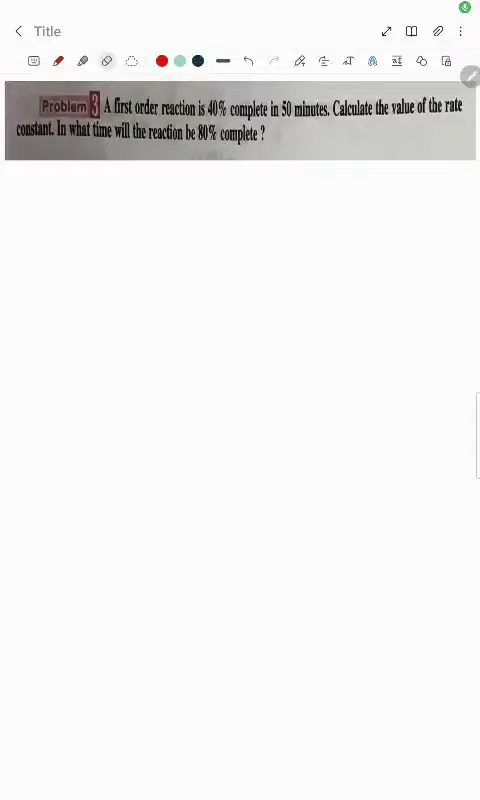 Title
Problem 3 A first order reaction is 40% complete in 50 minutes. Calculate the value of the rate
constant. In what time will the reaction be 80% complete ?